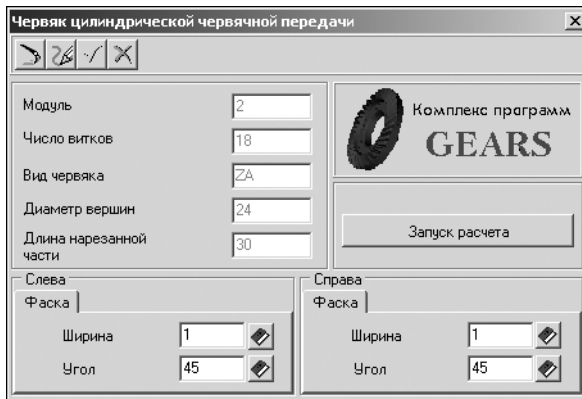 Червяк цилиндрической червячной передачи
Модуль 2
Число витков 18
Вид червяка ZA
Диаметр вершин 24
Длина нарезанной
части 30
Комплекс программ
GEARS
Запуск расчета
Слева
Фаска
Ширина 1
Угол 45
Справа
Фаска
Ширина 1
Угол 45